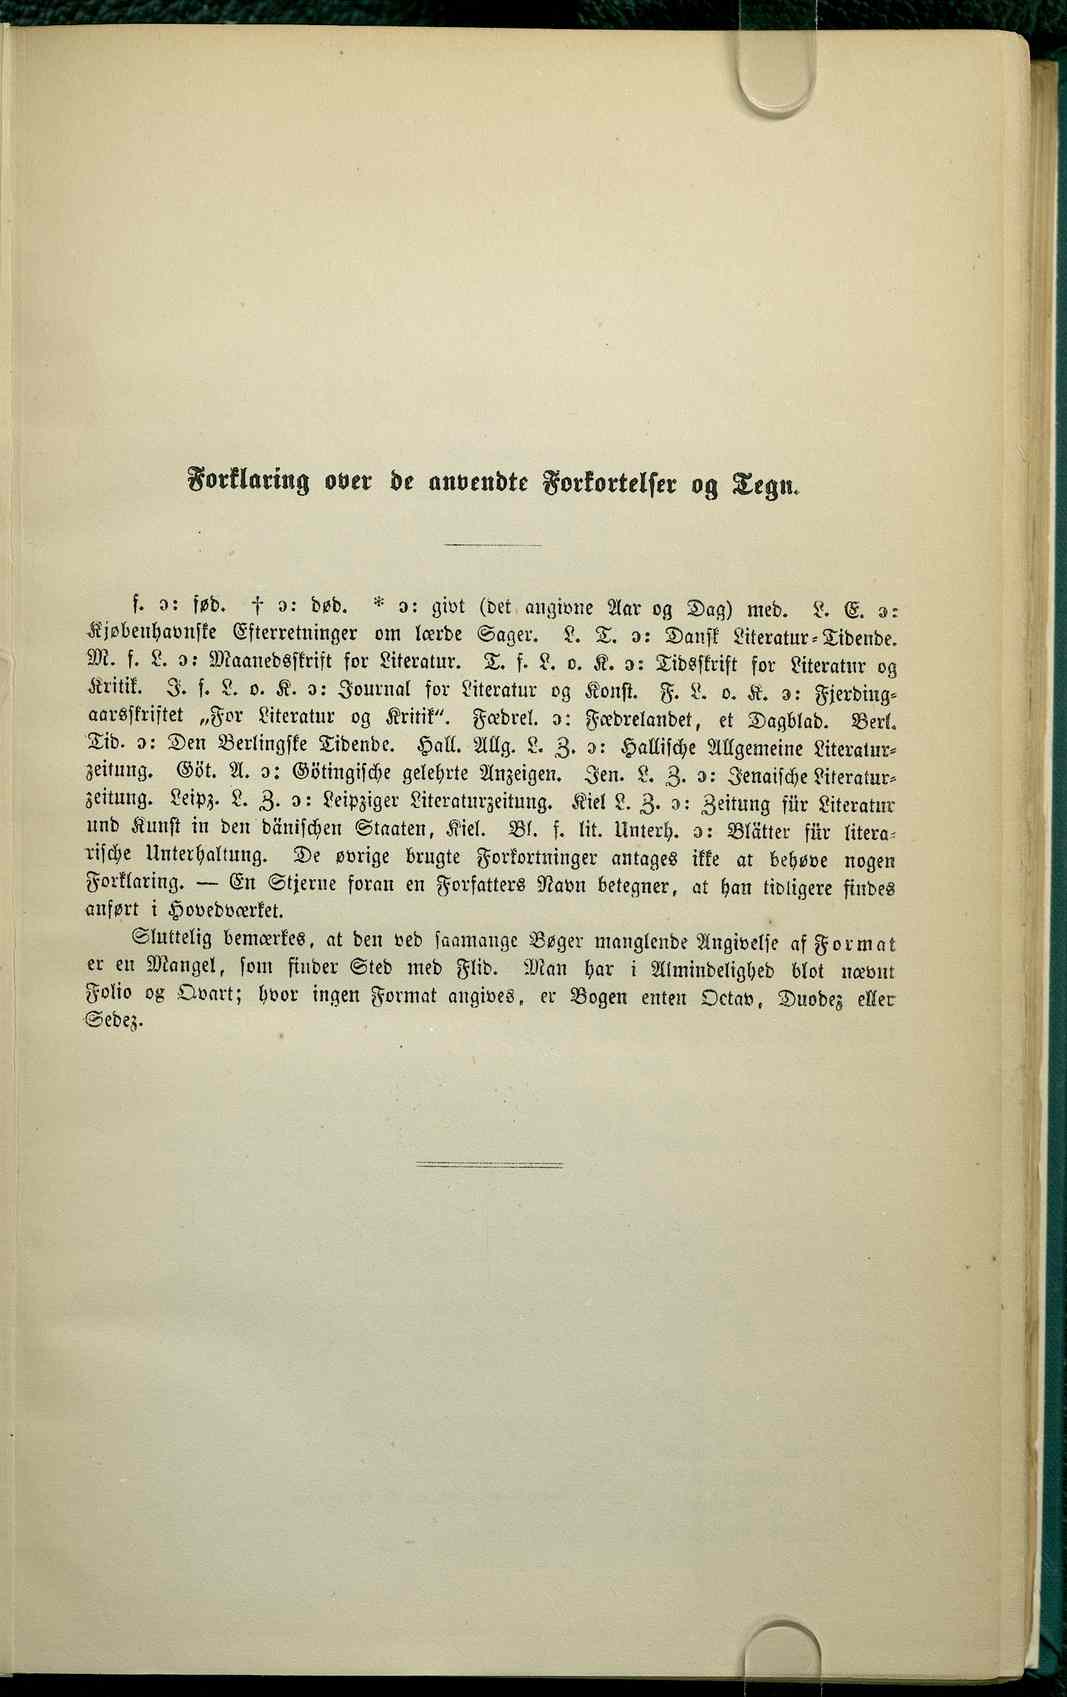 Forklaring over de anvendte Forkortelser og Tegn.
f. ɔ: fød. † ɔ: død. * ɔ: givt (det angivne Aar og Dag) med. L. E. ɔ:
Kjøbenhavnske Efterretninger om lærde Sager. L. T. ɔ: Dansk Literatur-Tidende.
M. f. L. ɔ: Maanedsskrift for Literatur. T. f. L. o. K. ɔ: Tidsskrift for Literatur og
Kritik. J. f. L. o. K. ɔ: Journal for Literatur og Konst. F. L. o. K. ɔ: Fjerding-
aarsskriftet „For Literatur og Kritik“. Fædrel. ɔ: Fædrelandet, et Dagblad. Berl.
Tid. ɔ: Den Berlingske Tidende. Hall. Allg. L. Z. ɔ: Hallische Allgemeine Literatur-
zeitung. Göt. A. ɔ: Götingische gelehrte Anzeigen. Jen. L. Z. ɔ: Jenaische Literatur-
zeitung. Leipz. L. Z. ɔ: Leipziger Literaturzeitung. Kiel L. Z. ɔ: Zeitung für Literatur
und Kunst in den dänischen Staaten, Kiel. Bl. f. lit. Unterh. ɔ: Blätter für litera-
rische Unterhaltung. De øvrige brugte Forkortninger antages ikke at behøve nogen
Forklaring. — En Stjerne foran en Forfatters Navn betegner, at han tidligere findes
anført i Hovedværket.
Sluttelig bemærkes, at den ved saamange Bøger manglende Angivelse af Format
er en Mangel, som finder Sted med Flid. Man har i Almindelighed blot nævnt
Folio og Qvart; hvor ingen Format angives, er Bogen enten Octav, Duodez eller
Sedez.